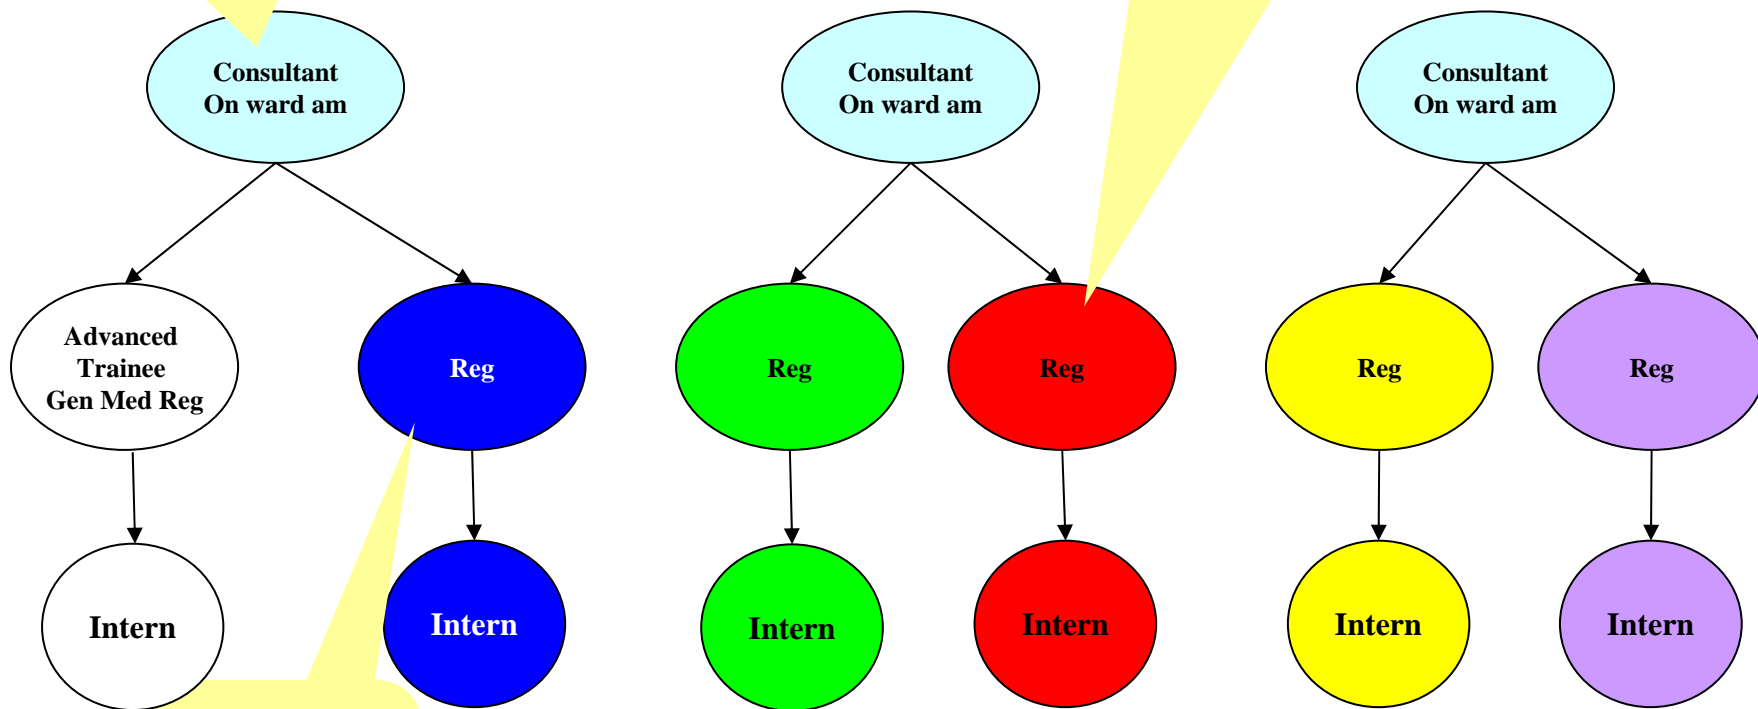 Consultant
On ward am
Consultant
On ward am
Consultant
On ward am
Advanced
Trainee
Gen Med Reg
Reg
Reg
Reg
Reg
Reg
Intern
Intern
Intern
Intern
Intern
Intern